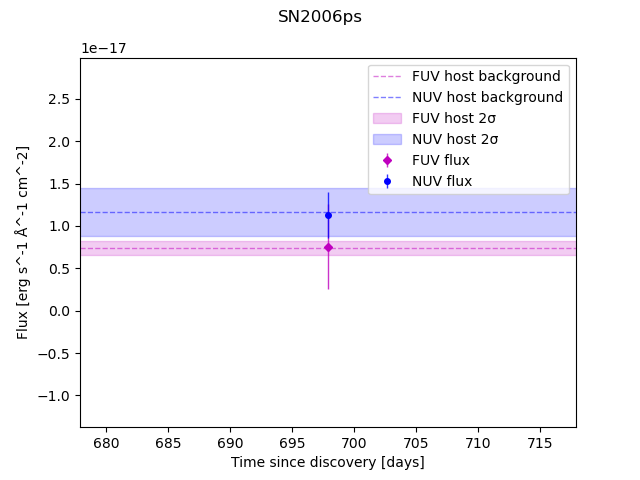 SN2006ps
1e−17
FUV host background
NUV host background
FUV host 2σ
NUV host 2σ
FUV flux
NUV flux
2.5
2.0
1.5
1.0
0.5
0.0
−0.5
−1.0
Flux [erg s^-1 Å^-1 cm^-2]
680 685 690 695 700 705 710 715
Time since discovery [days]